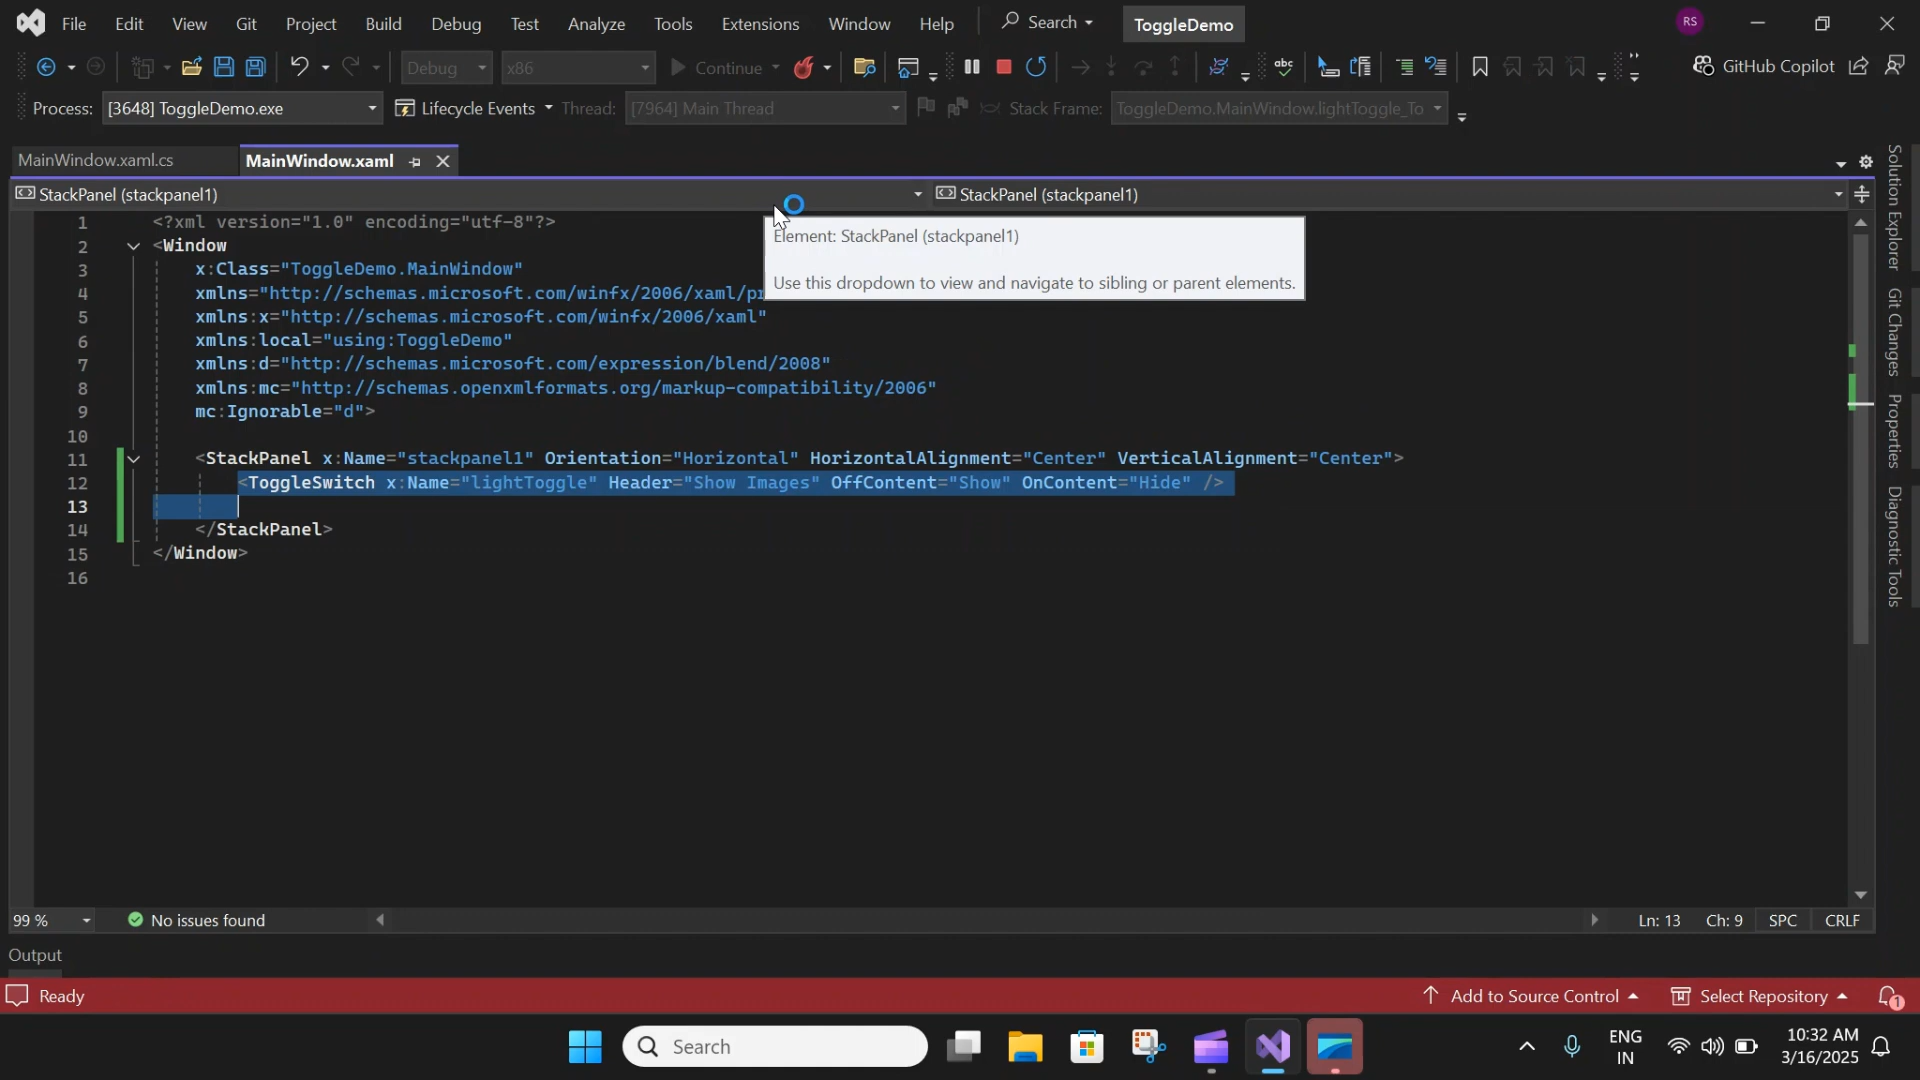 File Edit View Git Project Build Debug Test Analyze Tools Extensions Window Help Search ToggleDemo RS
Debug x86 Continue abc GitHub Copilot
Process: [3648] ToggleDemo.exe Lifecycle Events Thread: [7964] Main Thread Stack Frame: ToggleDemo.MainWindow.lightToggle_To
MainWindow.xaml.cs MainWindow.xaml
StackPanel (stackpanel1) StackPanel (stackpanel1)
Element: StackPanel (stackpanel1)
Use this dropdown to view and navigate to sibling or parent elements.
1 <?xml version="1.0" encoding="utf-8"?>
2 <Window
3 x:Class="ToggleDemo.MainWindow"
4 xmlns="http://schemas.microsoft.com/winfx/2006/xaml/pr
5 xmlns:x="http://schemas.microsoft.com/winfx/2006/xaml"
6 xmlns:local="using:ToggleDemo"
7 xmlns:d="http://schemas.microsoft.com/expression/blend/2008"
8 xmlns:mc="http://schemas.openxmlformats.org/markup-compatibility/2006"
9 mc:Ignorable="d">
10
11 <StackPanel x:Name="stackpanel1" Orientation="Horizontal" HorizontalAlignment="Center" VerticalAlignment="Center">
12 <ToggleSwitch x:Name="lightToggle" Header="Show Images" OffContent="Show" OnContent="Hide" />
13
14 </StackPanel>
15 </Window>
16
Solution Explorer
Git Changes
Properties
Diagnostic Tools
99 % No issues found Ln: 13 Ch: 9 SPC CRLF
Output
Ready Add to Source Control Select Repository 1
Search ENG 10:32 AM
IN 3/16/2025